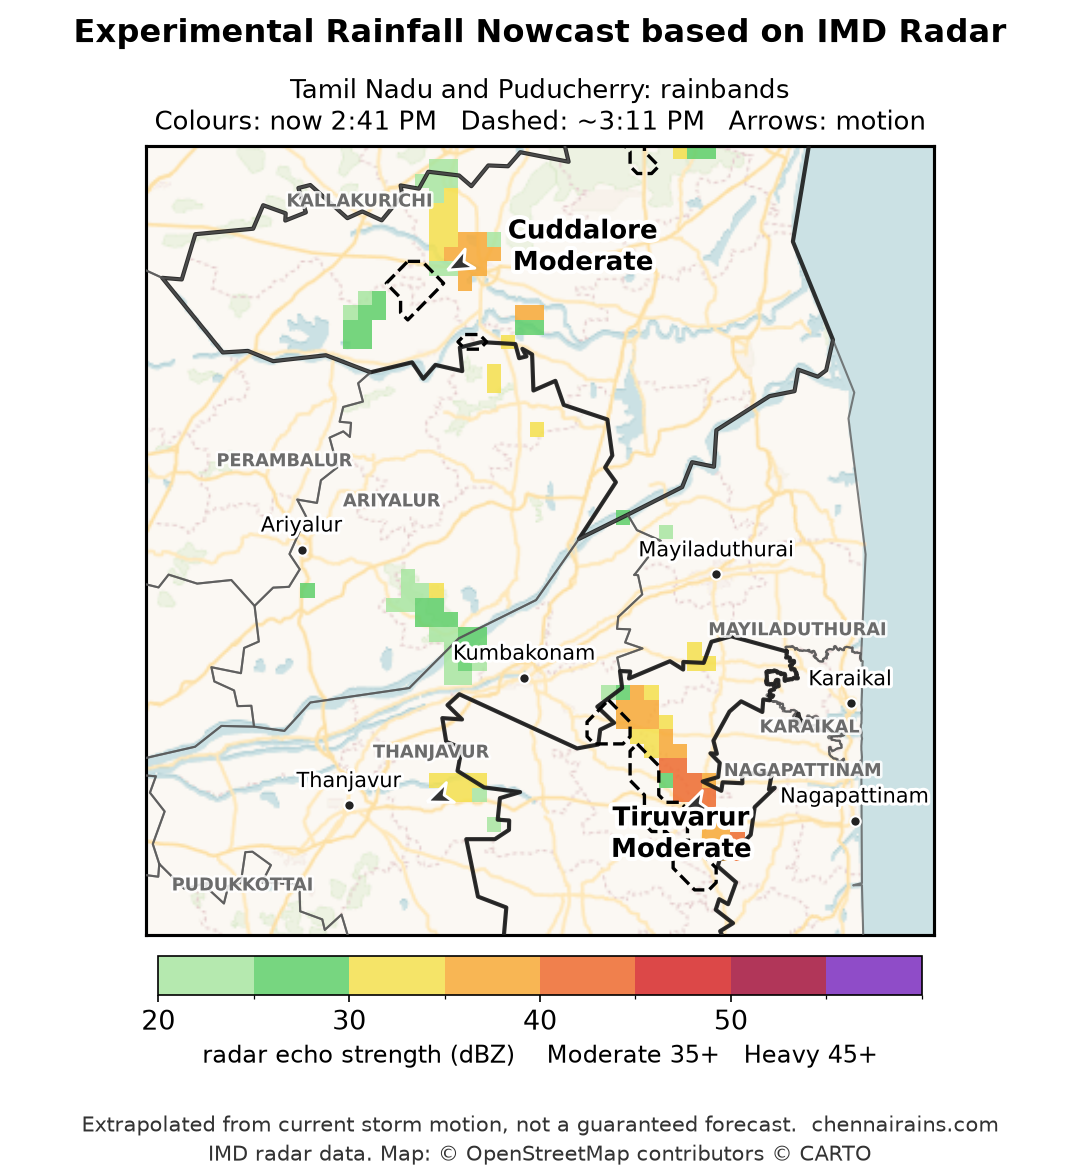 Experimental Rainfall Nowcast based on IMD Radar
Tamil Nadu and Puducherry: rainbands
Colours: now 2:41 PM   Dashed: ~3:11 PM   Arrows: motion
KALLAKURICHI
Cuddalore
Moderate
PERAMBALUR
ARIYALUR
Ariyalur
Mayiladuthurai
MAYILADUTHURAI
Kumbakonam
Karaikal
KARAIKAL
THANJAVUR
NAGAPATTINAM
Thanjavur
Nagapattinam
Tiruvarur
Moderate
PUDUKKOTTAI
20 30 40 50
radar echo strength (dBZ)   Moderate 35+   Heavy 45+
Extrapolated from current storm motion, not a guaranteed forecast.  chennairains.com
IMD radar data. Map: © OpenStreetMap contributors © CARTO